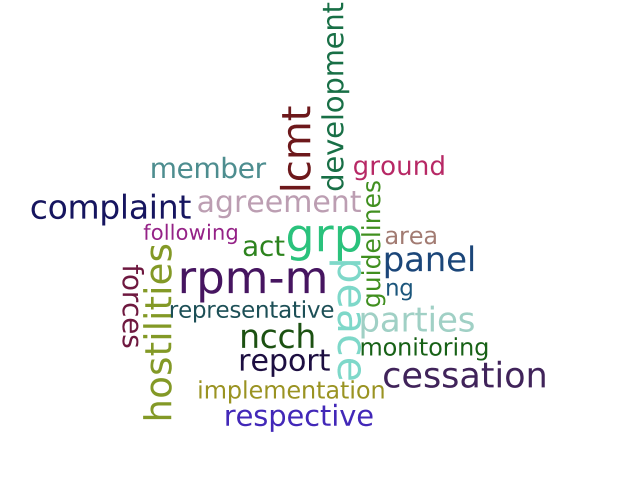 development
lcmt
member
ground
complaint
agreement
guidelines
following
act
grp
area
panel
hostilities
forces
rpm-m
peace
ng
representative
parties
ncch
monitoring
report
cessation
implementation
respective